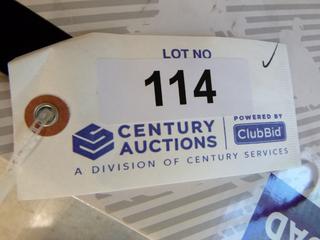 LOT NO
114
CENTURY
AUCTIONS
POWERED BY
ClubBid
A DIVISION OF CENTURY SERVICES